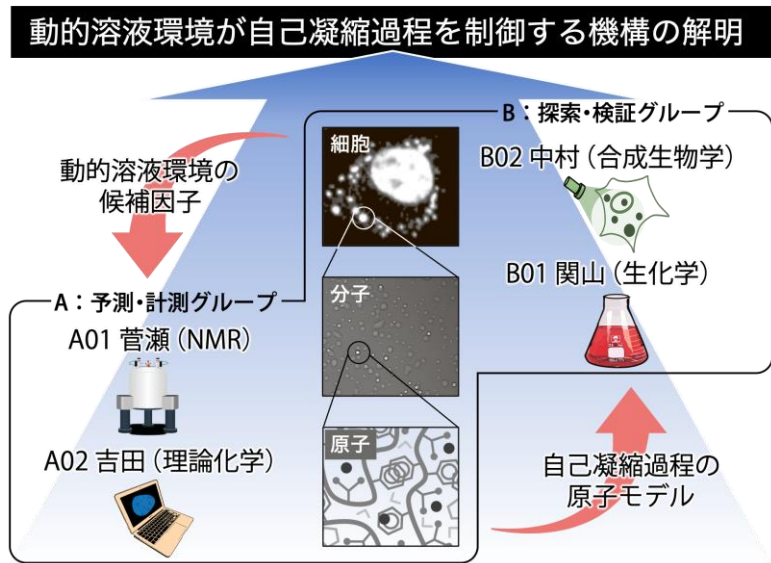 動的溶液環境が自己凝縮過程を制御する機構の解明
B：探索・検証グループ
細胞
B02 中村（合成生物学）
動的溶液環境の
候補因子
B01 関山（生化学）
分子
A：予測・計測グループ
A01 菅瀬（NMR）
原子
A02 吉田（理論化学）
自己凝縮過程の
原子モデル